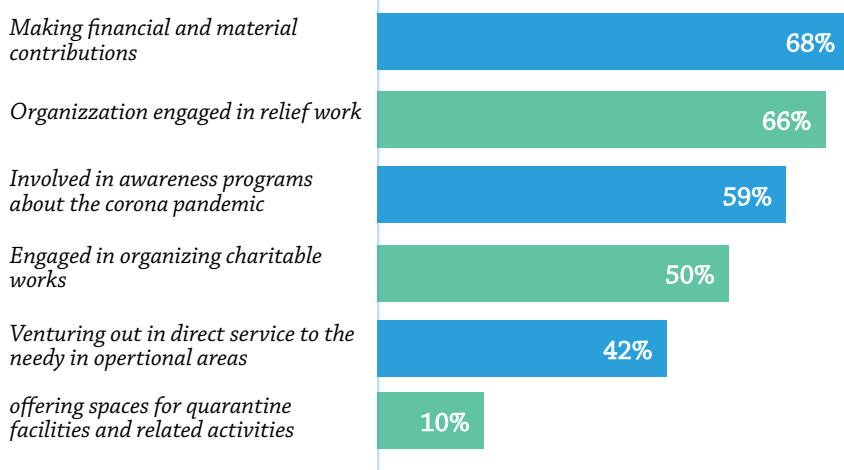 Making financial and material
contributions
68%
Organizzation engaged in relief work
66%
Involved in awareness programs
about the corona pandemic
59%
Engaged in organizing charitable
works
50%
Venturing out in direct service to the
needy in opertional areas
42%
offering spaces for quarantine
facilities and related activities
10%